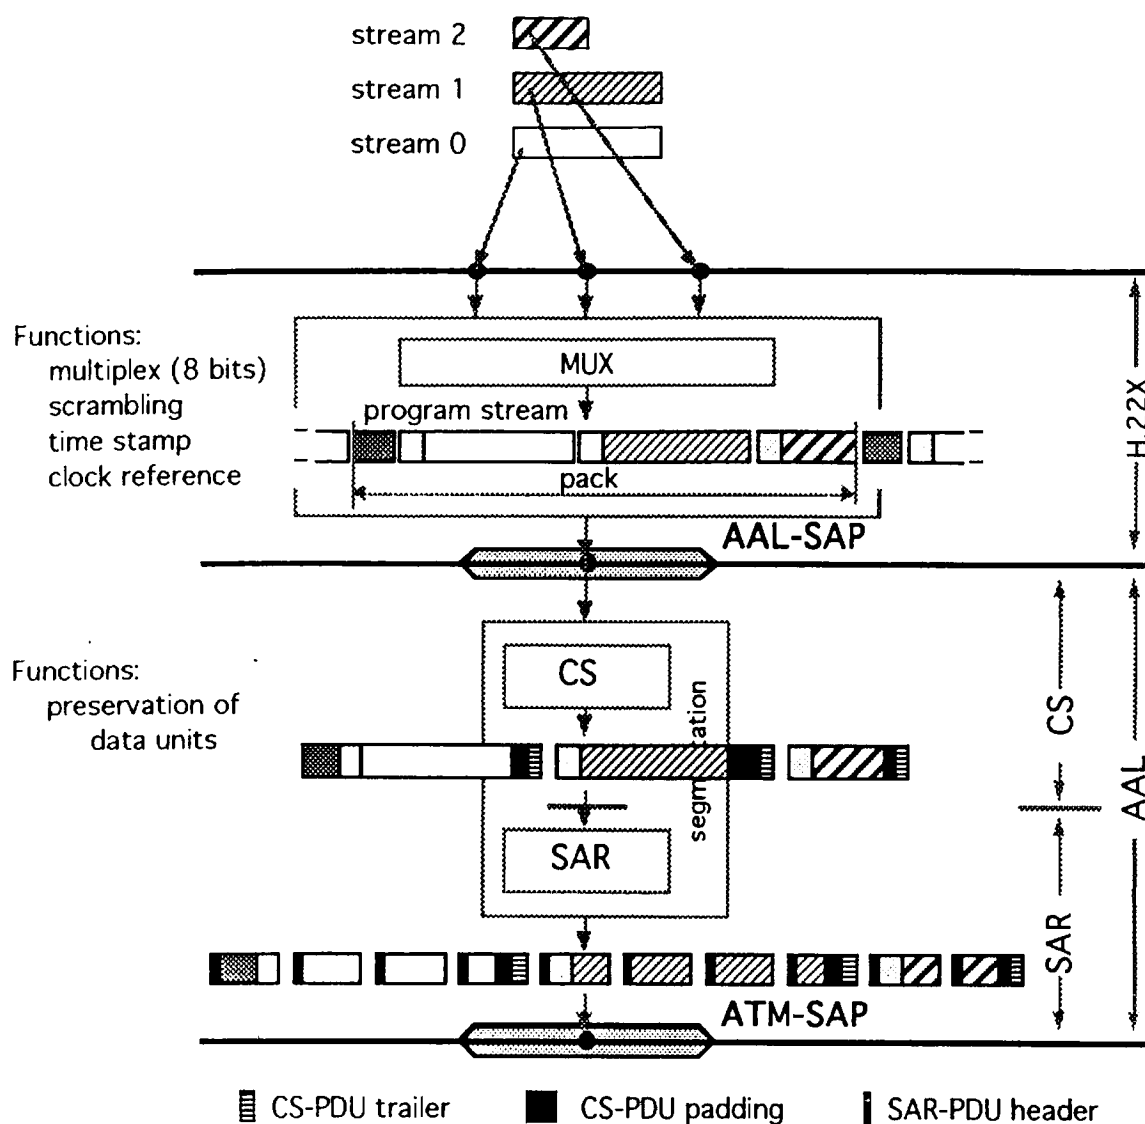 stream 2
stream 1
stream 0
Functions:
multiplex (8 bits)
scrambling
time stamp
clock reference
MUX
program stream
pack
H.22X
AAL-SAP
Functions:
preservation of
data units
CS
segmentation
SAR
CS
SAR
AAL
ATM-SAP
CS-PDU trailer
CS-PDU padding
SAR-PDU header